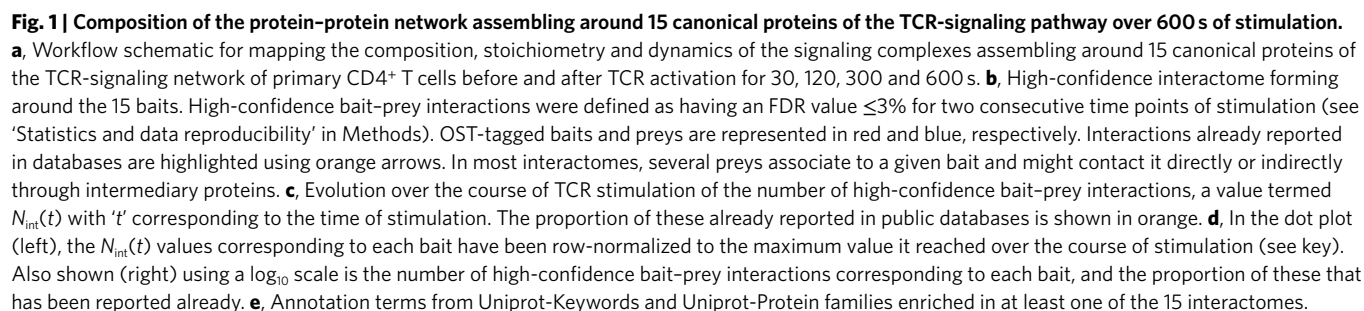 Fig. 1 | Composition of the protein–protein network assembling around 15 canonical proteins of the TCR-signaling pathway over 600 s of stimulation.
a, Workflow schematic for mapping the composition, stoichiometry and dynamics of the signaling complexes assembling around 15 canonical proteins of
the TCR-signaling network of primary CD4⁺ T cells before and after TCR activation for 30, 120, 300 and 600 s. b, High-confidence interactome forming
around the 15 baits. High-confidence bait–prey interactions were defined as having an FDR value ≤3% for two consecutive time points of stimulation (see
'Statistics and data reproducibility' in Methods). OST-tagged baits and preys are represented in red and blue, respectively. Interactions already reported
in databases are highlighted using orange arrows. In most interactomes, several preys associate to a given bait and might contact it directly or indirectly
through intermediary proteins. c, Evolution over the course of TCR stimulation of the number of high-confidence bait–prey interactions, a value termed
Nint(t) with 't' corresponding to the time of stimulation. The proportion of these already reported in public databases is shown in orange. d, In the dot plot
(left), the Nint(t) values corresponding to each bait have been row-normalized to the maximum value it reached over the course of stimulation (see key).
Also shown (right) using a log₁₀ scale is the number of high-confidence bait–prey interactions corresponding to each bait, and the proportion of these that
has been reported already. e, Annotation terms from Uniprot-Keywords and Uniprot-Protein families enriched in at least one of the 15 interactomes.